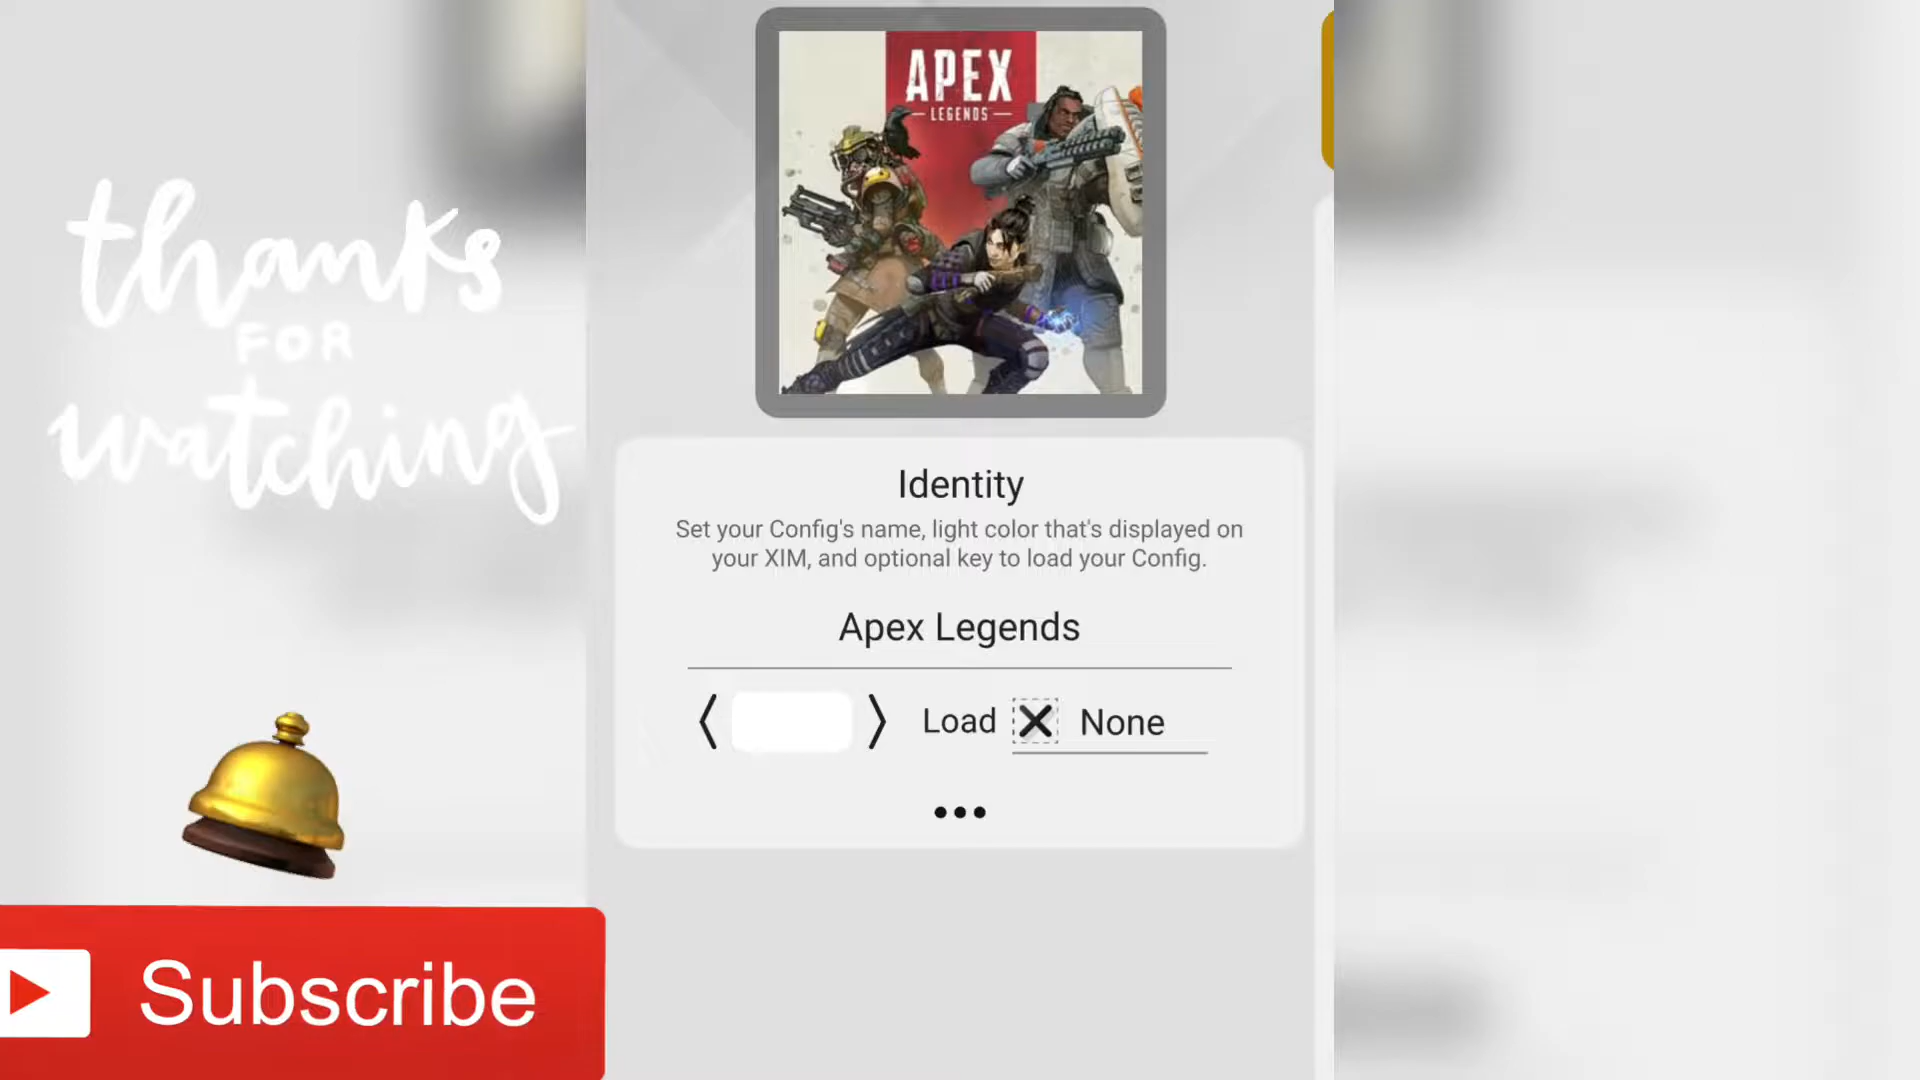 thanks
FOR
watching
Subscribe
APEX
LEGENDS
Identity
Set your Config's name, light color that's displayed on
your XIM, and optional key to load your Config.
Apex Legends
Load None